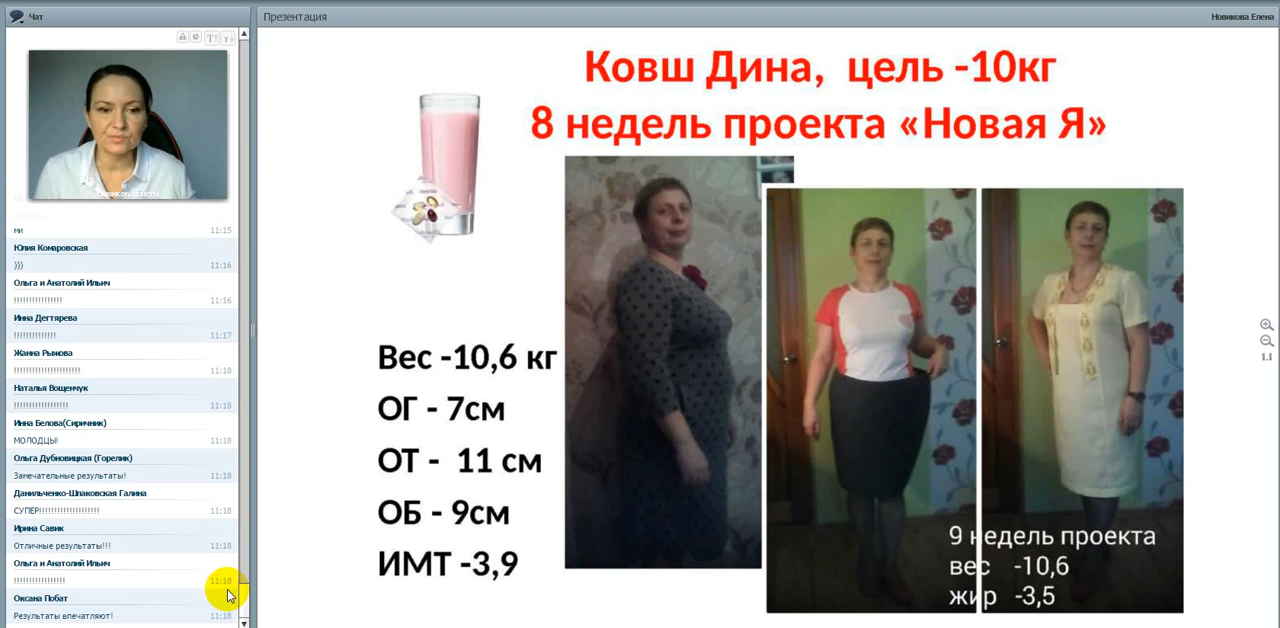 Чат
Т
Презентация
Новикова Елена
ми 11:15
Юлия Комаровская
))) 11:16
Ольга и Анатолий Ильич
!!!!!!!!!!!!!!!! 11:16
Инна Дегтярева
!!!!!!!!!!!!!! 11:17
Жанна Рыжова
!!!!!!!!!!!!!!!!!!!!!! 11:18
Наталья Вощенчук
!!!!!!!!!!!!!!!!!! 11:18
Инна Белова(Сиричник)
МОЛОДЦЫ! 11:18
Ольга Дубновицкая (Горелик)
Замечательные результаты! 11:18
Данильченко-Шпаковская Галина
СУПЕР!!!!!!!!!!!!!!!!!!!! 11:18
Ирина Савик
Отличные результаты!!! 11:18
Ольга и Анатолий Ильич
!!!!!!!!!!!!!!!!! 11:18
Оксана Побат
Результаты впечатляют! 11:18
Ковш Дина, цель -10кг
8 недель проекта «Новая Я»
Вес -10,6 кг
ОГ - 7см
ОТ - 11 см
ОБ - 9см
ИМТ -3,9
9 недель проекта
вес -10,6
жир -3,5
1:1